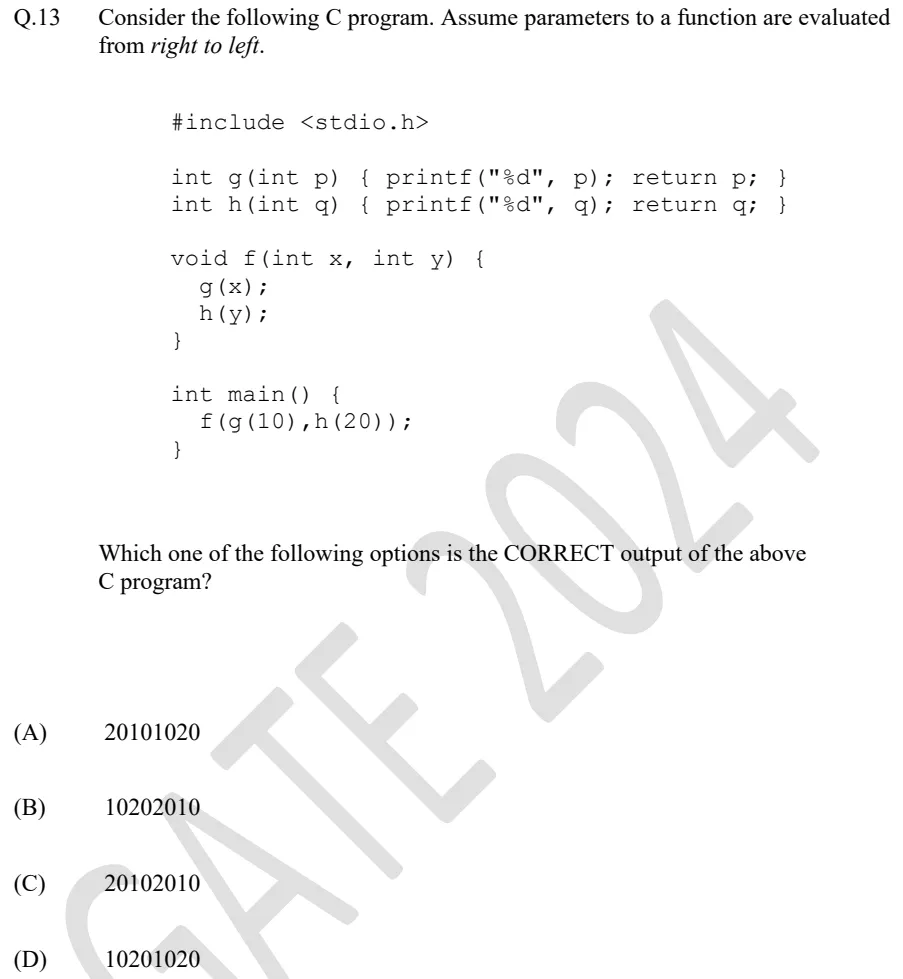 Q.13 Consider the following C program. Assume parameters to a function are evaluated
from right to left.
#include <stdio.h>
int g(int p) { printf("%d", p); return p; }
int h(int q) { printf("%d", q); return q; }
void f(int x, int y) {
  g(x);
  h(y);
}
int main() {
  f(g(10),h(20));
}
Which one of the following options is the CORRECT output of the above
C program?
(A) 20101020
(B) 10202010
(C) 20102010
(D) 10201020
GATE 2024